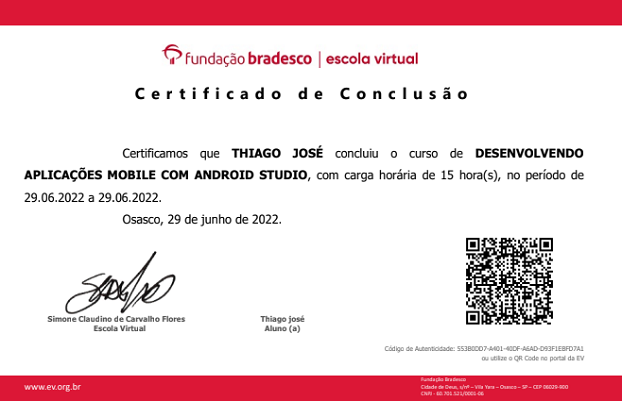 fundação bradesco | escola virtual
Certificado de Conclusão
Certificamos que THIAGO JOSÉ concluiu o curso de DESENVOLVENDO
APLICAÇÕES MOBILE COM ANDROID STUDIO, com carga horária de 15 hora(s), no período de
29.06.2022 a 29.06.2022.
Osasco, 29 de junho de 2022.
Simone Claudino de Carvalho Flores
Escola Virtual
Thiago josé
Aluno (a)
Código de Autenticidade: 553B0DD7-A401-40DF-A6AD-D93F1EBFD7A1
ou utilize o QR Code no portal da EV
www.ev.org.br
Fundação Bradesco
Cidade de Deus, s/nº – Vila Yara – Osasco – SP – CEP 06029-900
CNPJ - 60.701.521/0001-06